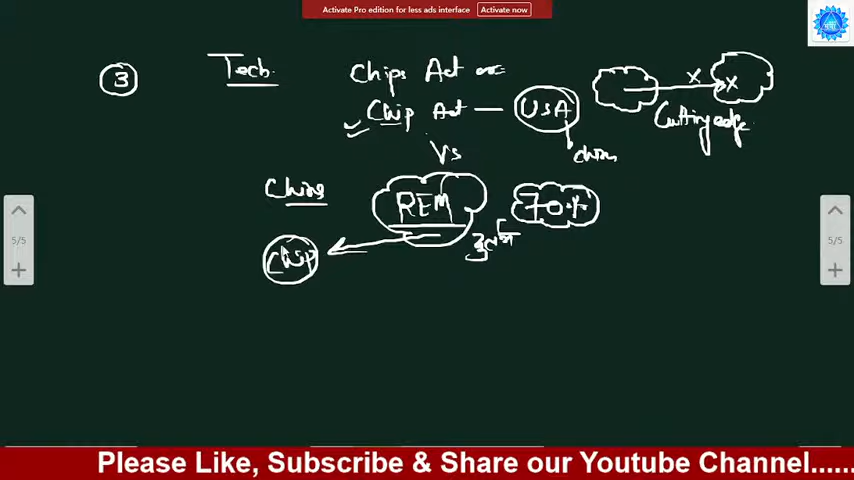 Activate Pro edition for less ads interface Activate now
③ Tech. Chips Act
Chip Act — USA
Cutting edge
Vs
China
China REM 70%
Chip
5/5 5/5
Please Like, Subscribe & Share our Youtube Channel......